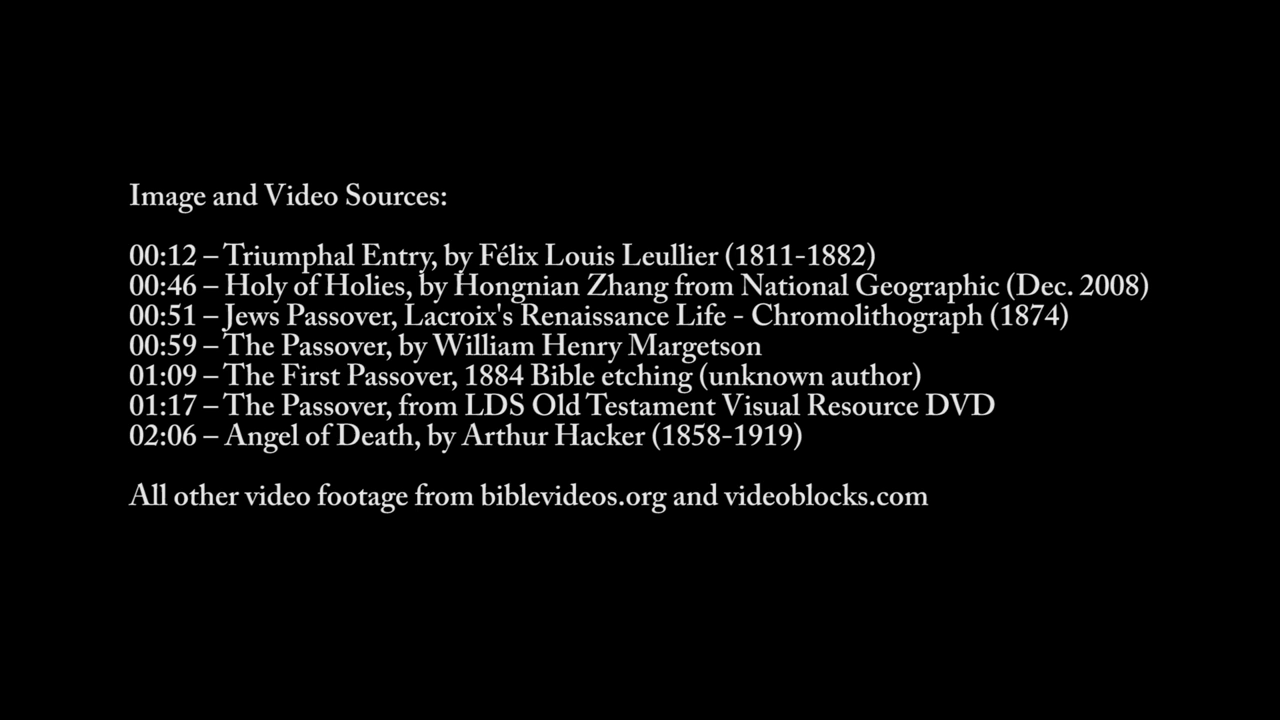 Image and Video Sources:
00:12 – Triumphal Entry, by Félix Louis Leullier (1811-1882)
00:46 – Holy of Holies, by Hongnian Zhang from National Geographic (Dec. 2008)
00:51 – Jews Passover, Lacroix's Renaissance Life - Chromolithograph (1874)
00:59 – The Passover, by William Henry Margetson
01:09 – The First Passover, 1884 Bible etching (unknown author)
01:17 – The Passover, from LDS Old Testament Visual Resource DVD
02:06 – Angel of Death, by Arthur Hacker (1858-1919)
All other video footage from biblevideos.org and videoblocks.com